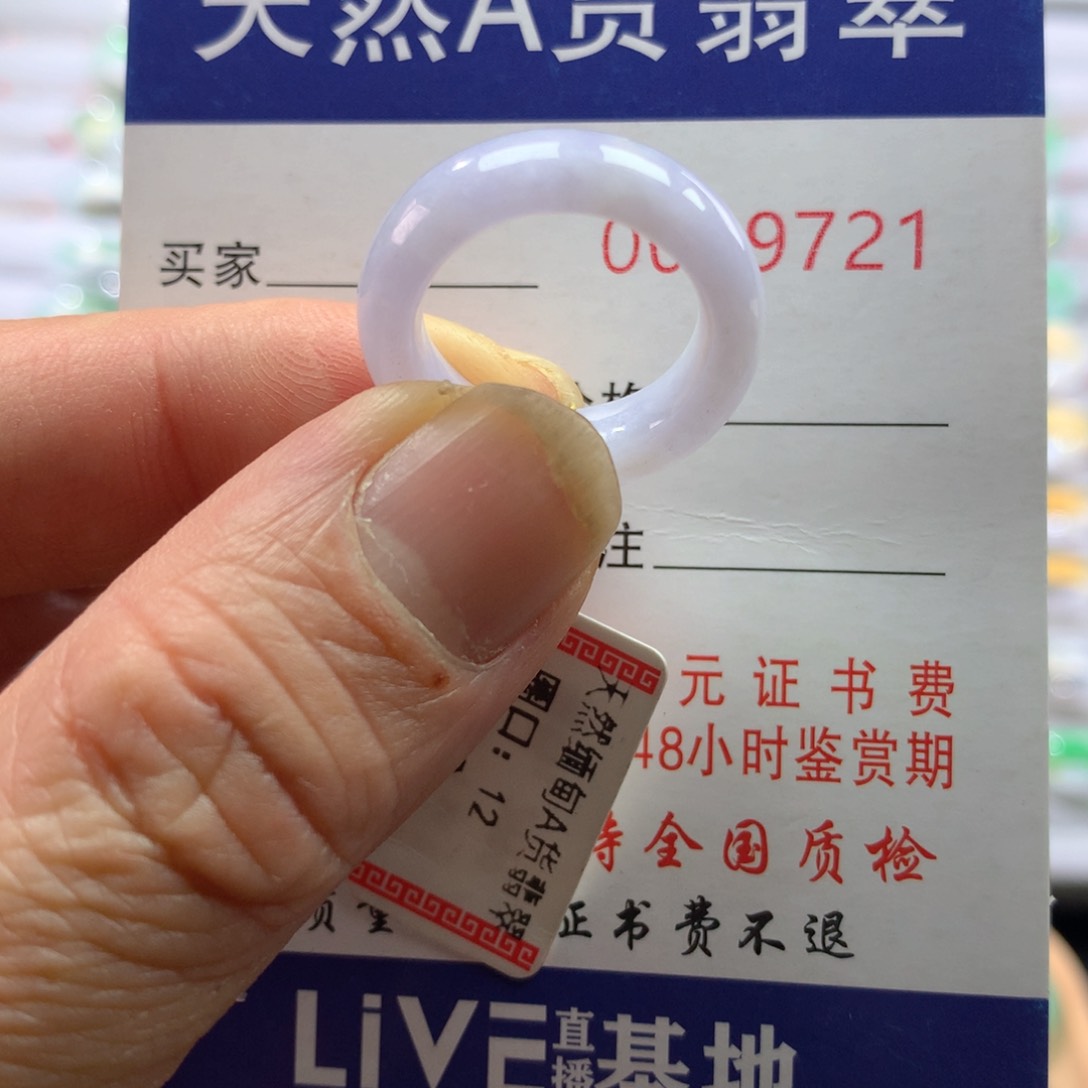 天然A货翡翠
买家
9721
注
元证书费
48小时鉴赏期
全国质检
证书费不退
天然缅甸A货翡翠
圈口：12
LiVE直播基地